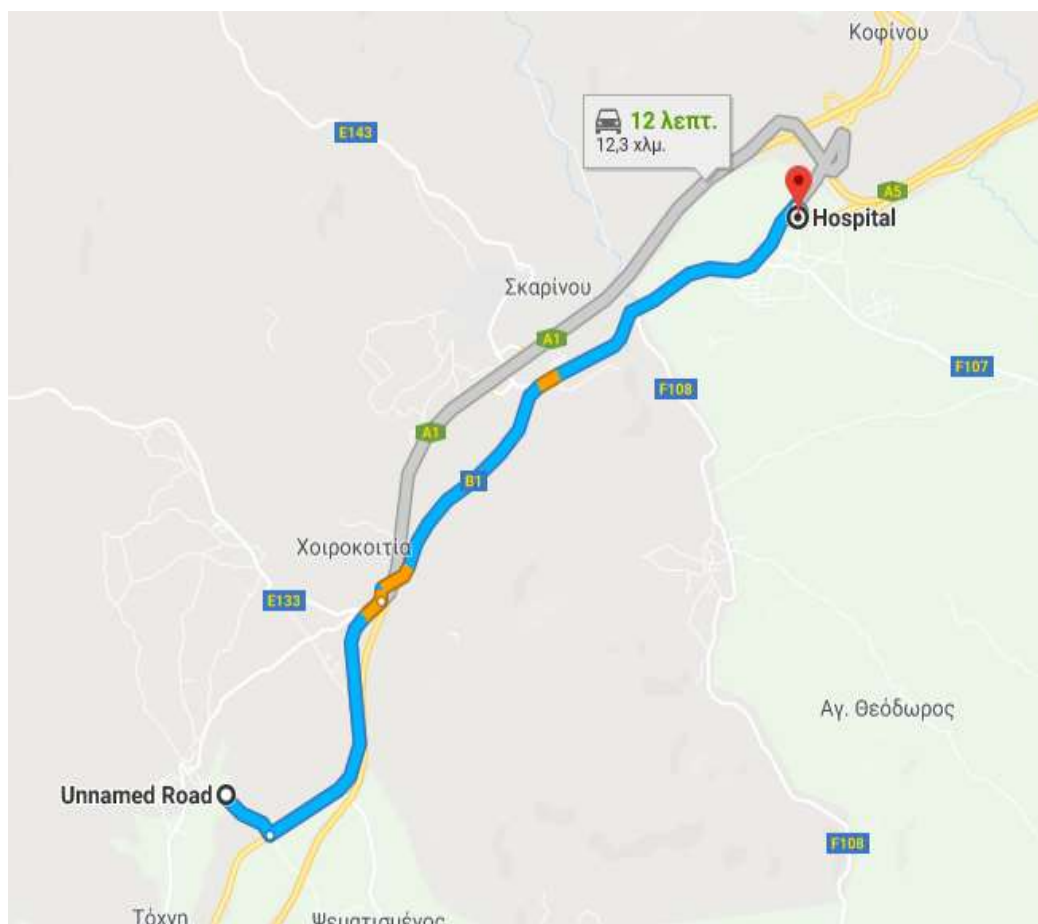 Κοφίνου
12 λεπτ.
12,3 χλμ.
E143
A5
Hospital
Σκαρίνου
A1
F107
F108
A1
B1
Χοιροκοιτία
E133
Αγ. Θεόδωρος
Unnamed Road
F108
Τόχνη
Ψεματισμένος